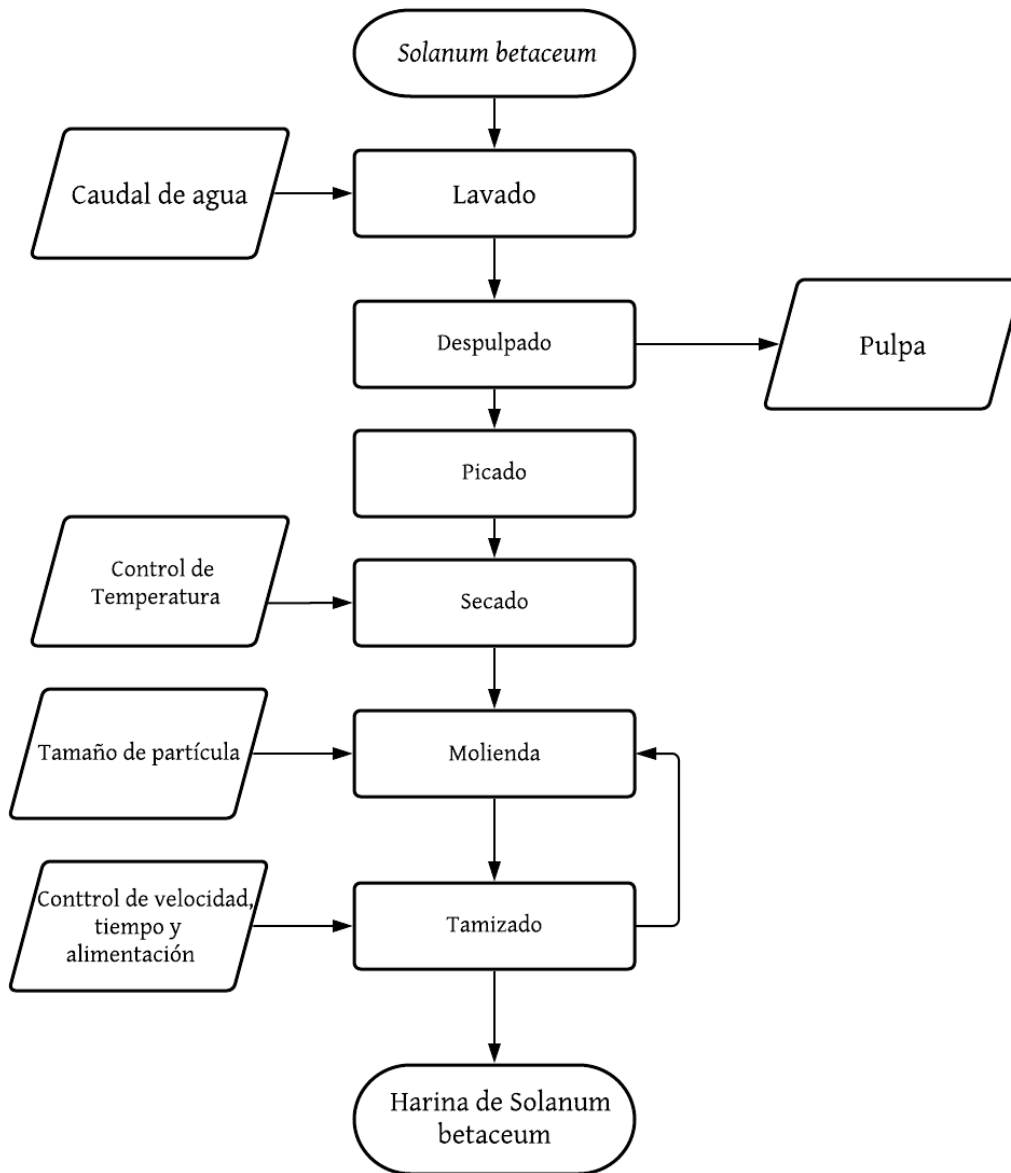 Solanum betaceum
Caudal de agua
Lavado
Despulpado
Pulpa
Picado
Control de
Temperatura
Secado
Tamaño de partícula
Molienda
Conttrol de velocidad,
tiempo y
alimentación
Tamizado
Harina de Solanum
betaceum